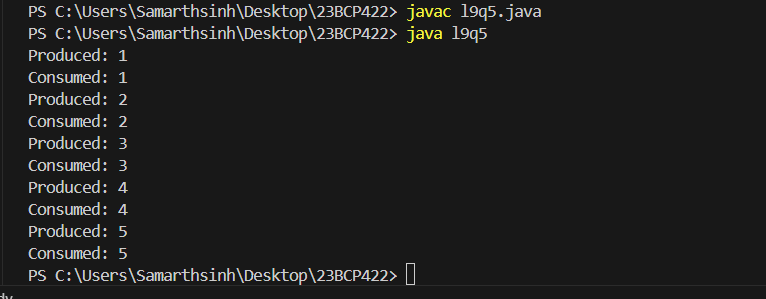 PS C:\Users\Samarthsinh\Desktop\23BCP422> javac l9q5.java
PS C:\Users\Samarthsinh\Desktop\23BCP422> java l9q5
Produced: 1
Consumed: 1
Produced: 2
Consumed: 2
Produced: 3
Consumed: 3
Produced: 4
Consumed: 4
Produced: 5
Consumed: 5
PS C:\Users\Samarthsinh\Desktop\23BCP422>